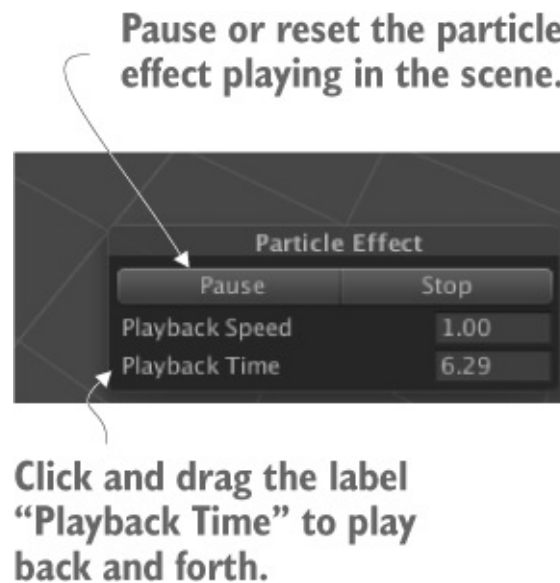 Pause or reset the particle
effect playing in the scene.
Particle Effect
Pause Stop
Playback Speed 1.00
Playback Time 6.29
Click and drag the label
“Playback Time” to play
back and forth.